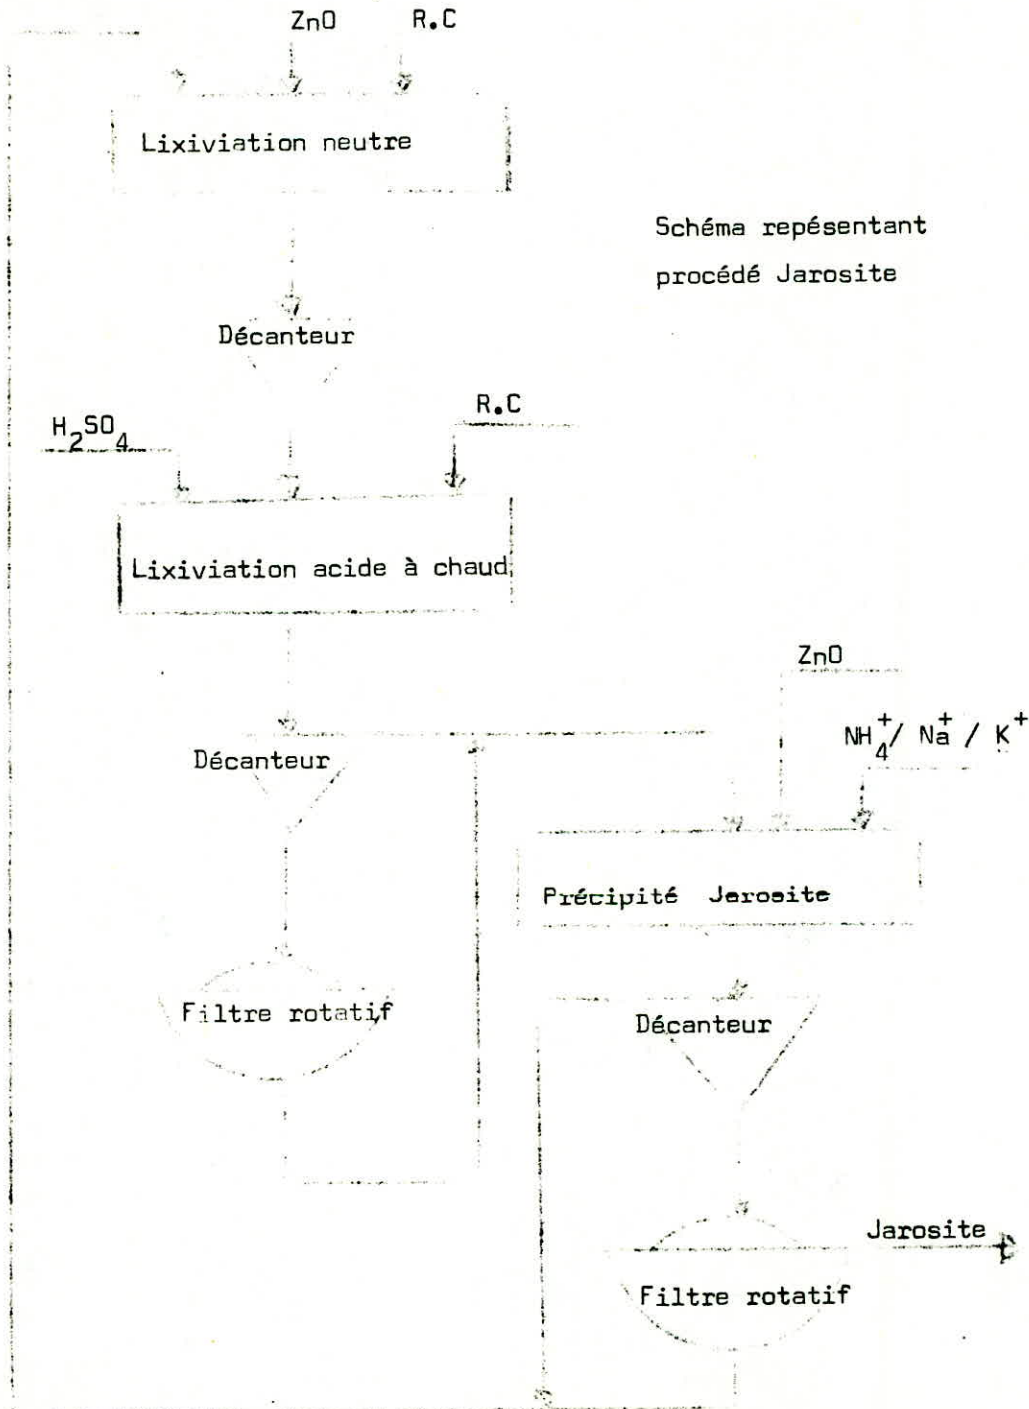 ZnO R.C
Lixiviation neutre
Schéma repésentant
procédé Jarosite
Décanteur
R.C
H₂SO₄
Lixiviation acide à chaud
ZnO
NH₄⁺/ Na⁺ / K⁺
Décanteur
Précipité Jarosite
Filtre rotatif
Décanteur
Jarosite
Filtre rotatif